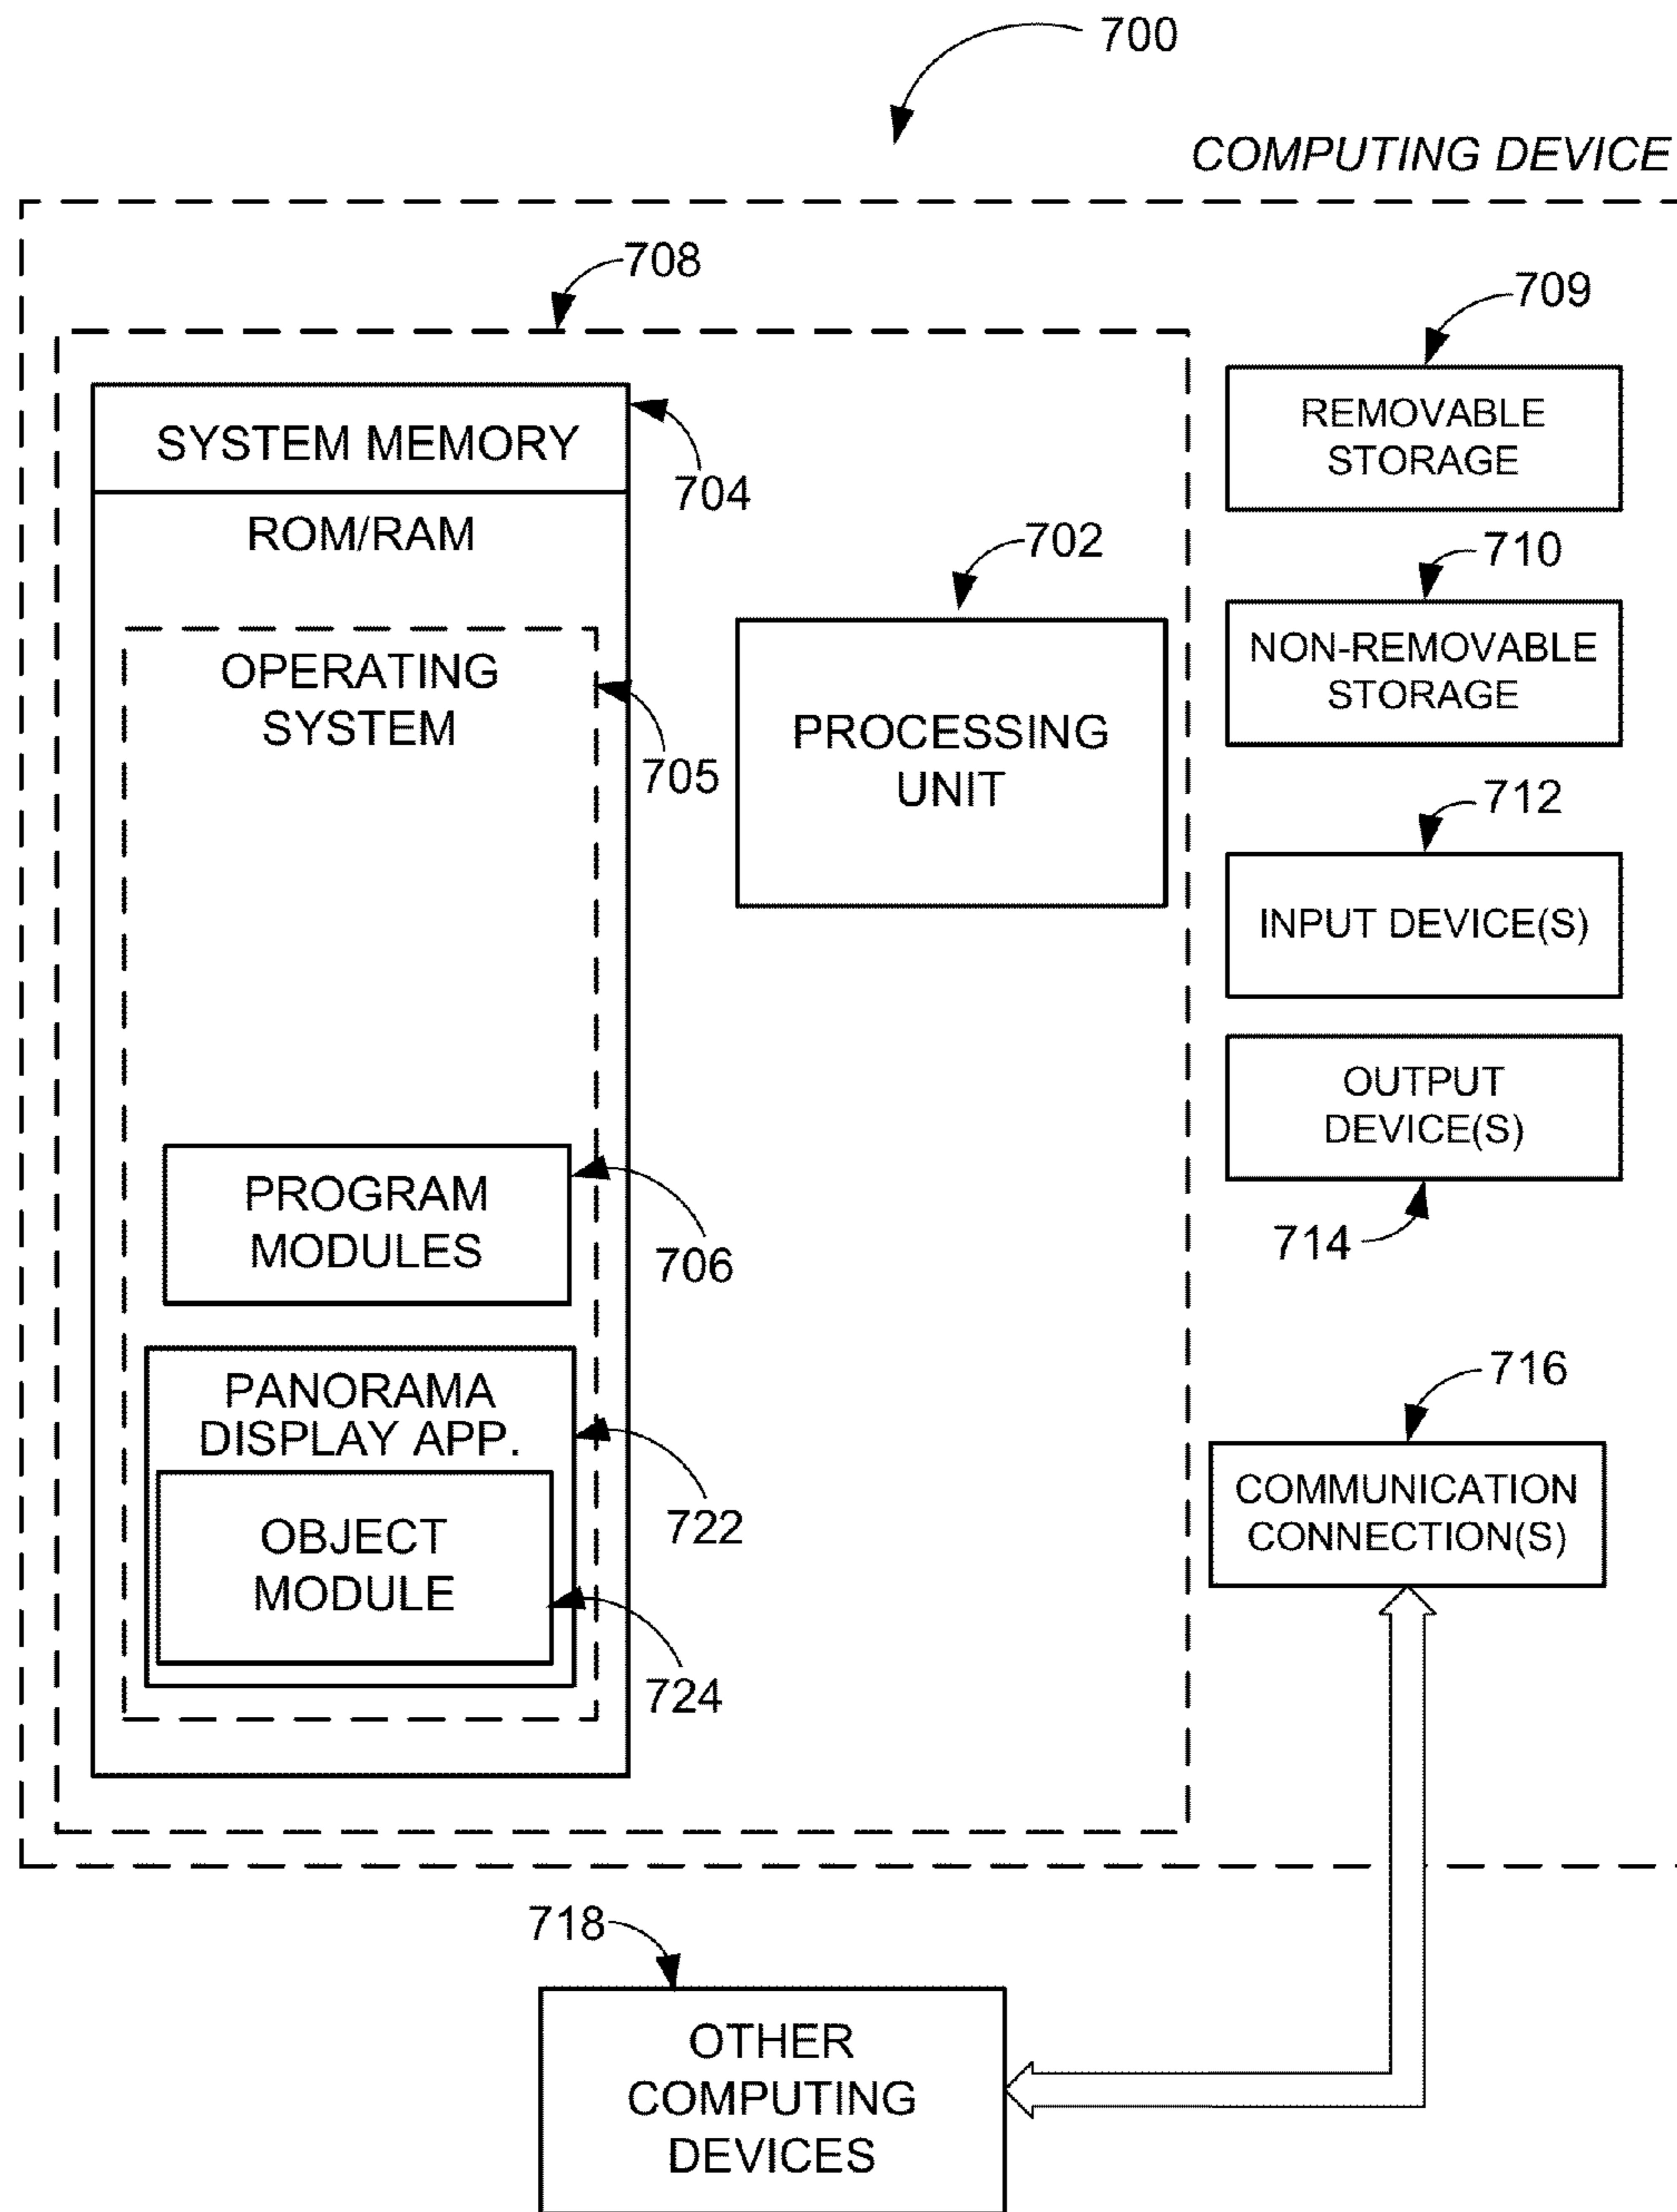 700
COMPUTING DEVICE
708
709
SYSTEM MEMORY
704
ROM/RAM
REMOVABLE
STORAGE
702
710
OPERATING
SYSTEM
705
PROCESSING
UNIT
NON-REMOVABLE
STORAGE
712
INPUT DEVICE(S)
OUTPUT
DEVICE(S)
714
PROGRAM
MODULES
706
PANORAMA
DISPLAY APP.
722
OBJECT
MODULE
724
716
COMMUNICATION
CONNECTION(S)
718
OTHER
COMPUTING
DEVICES